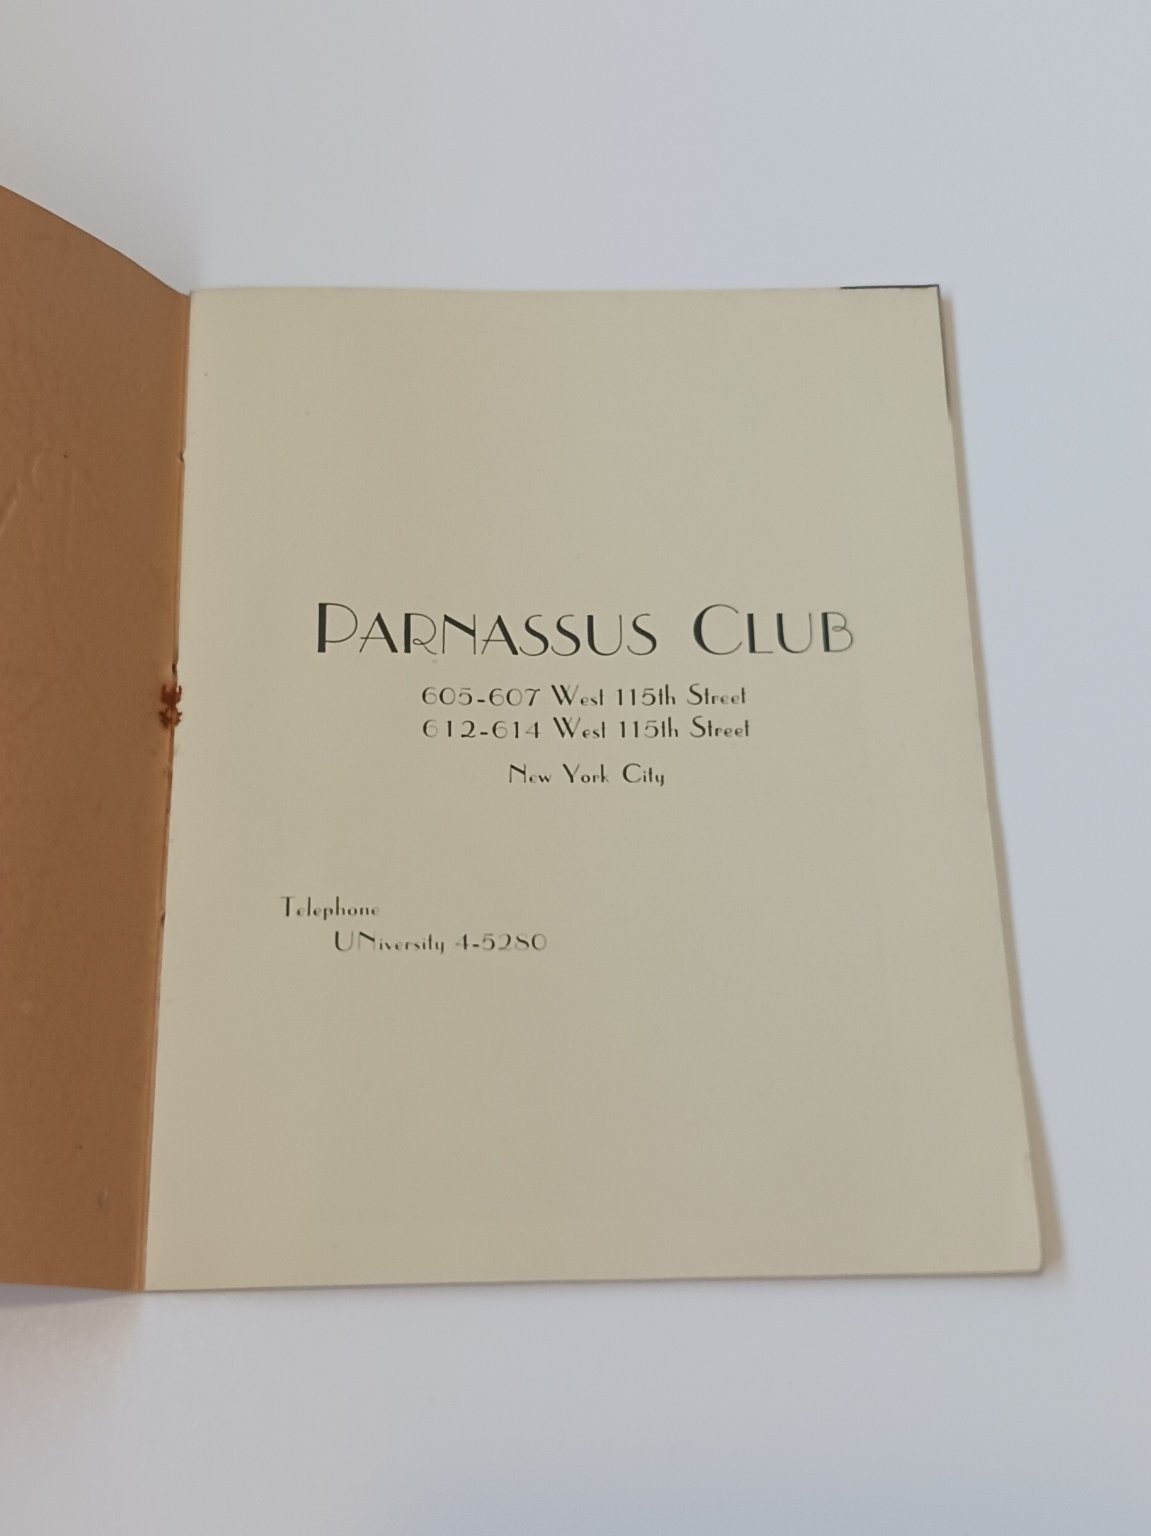 PARNASSUS CLUB
605-607 West 115th Street
612-614 West 115th Street
New York City
Telephone
UNiversity 4-5280